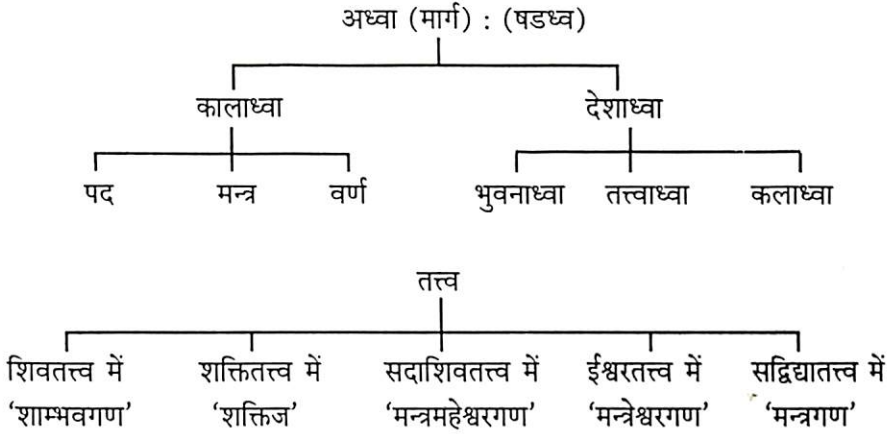 अध्वा (मार्ग) : (षडध्व)
कालाध्वा देशाध्वा
पद मन्त्र वर्ण भुवनाध्वा तत्त्वाध्वा कलाध्वा
तत्त्व
शिवतत्त्व में शक्तितत्त्व में सदाशिवतत्त्व में ईश्वरतत्त्व में सद्विद्यातत्त्व में
‘शाम्भवगण’ ‘शक्तिज’ ‘मन्त्रमहेश्वरगण’ ‘मन्त्रेश्वरगण’ ‘मन्त्रगण’